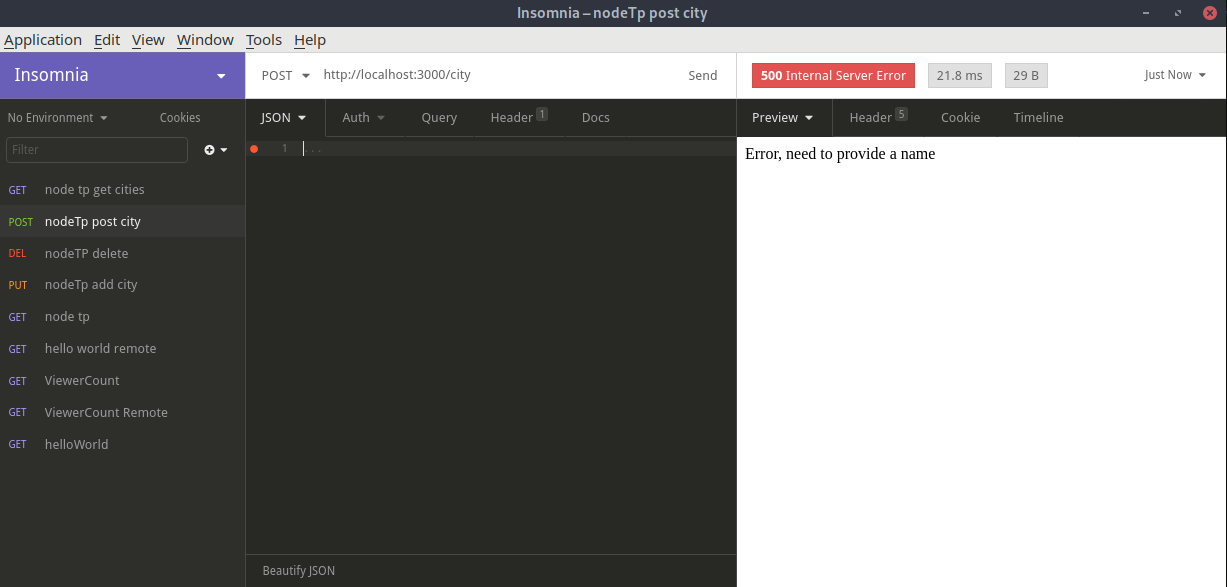 Insomnia – nodeTp post city
Application Edit View Window Tools Help
Insomnia
POST http://localhost:3000/city Send
500 Internal Server Error 21.8 ms 29 B Just Now
No Environment Cookies
JSON Auth Query Header 1 Docs
Preview Header 5 Cookie Timeline
Filter
1 ...
Error, need to provide a name
GET node tp get cities
POST nodeTp post city
DEL nodeTP delete
PUT nodeTp add city
GET node tp
GET hello world remote
GET ViewerCount
GET ViewerCount Remote
GET helloWorld
Beautify JSON